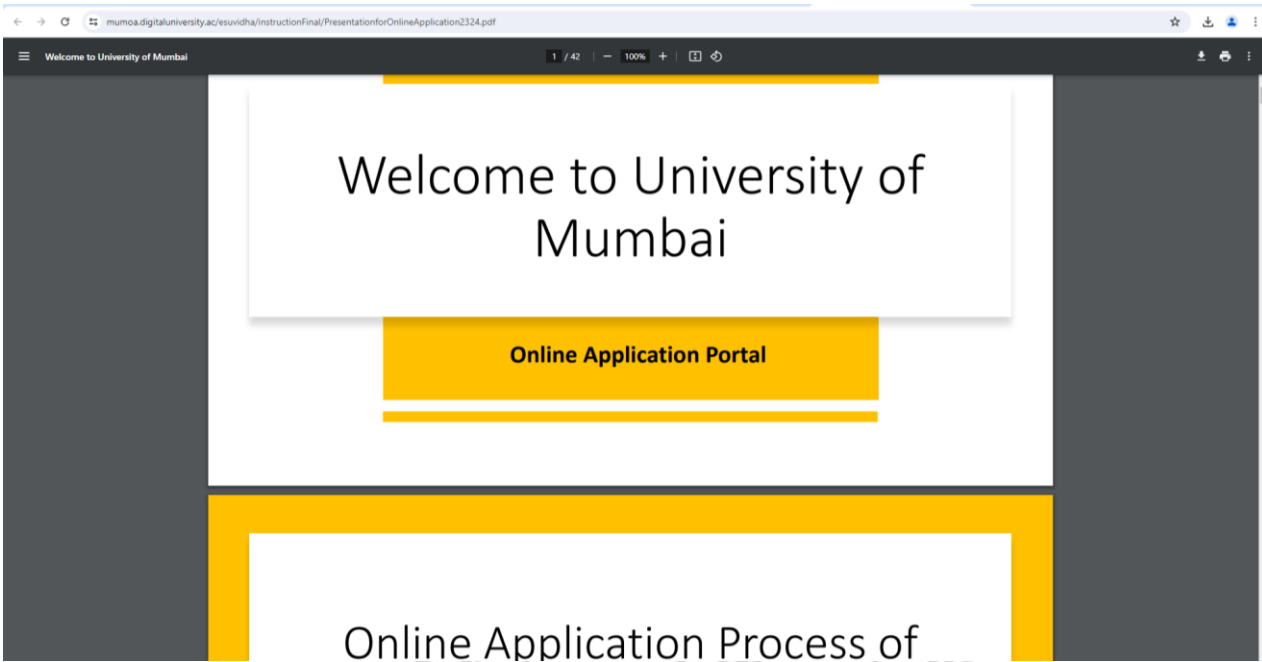 mumoa.digitaluniversity.ac/esuvidha/instructionFinal/PresentationforOnlineApplication2324.pdf
Welcome to University of Mumbai
1 / 42
100%
Welcome to University of
Mumbai
Online Application Portal
Online Application Process of